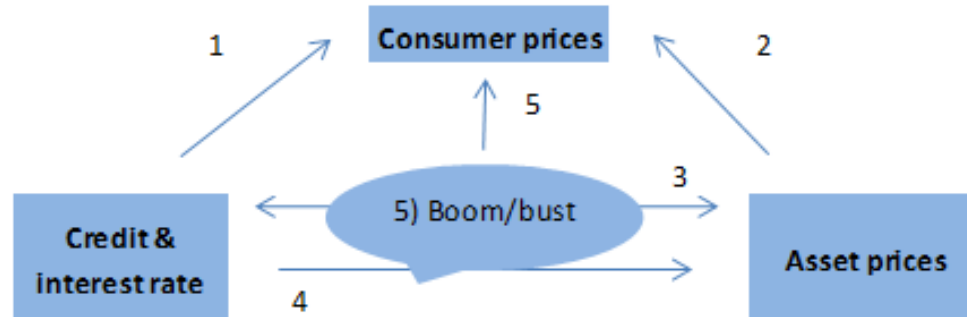 1
Consumer prices
2
5
3
5) Boom/bust
Credit &
interest rate
Asset prices
4